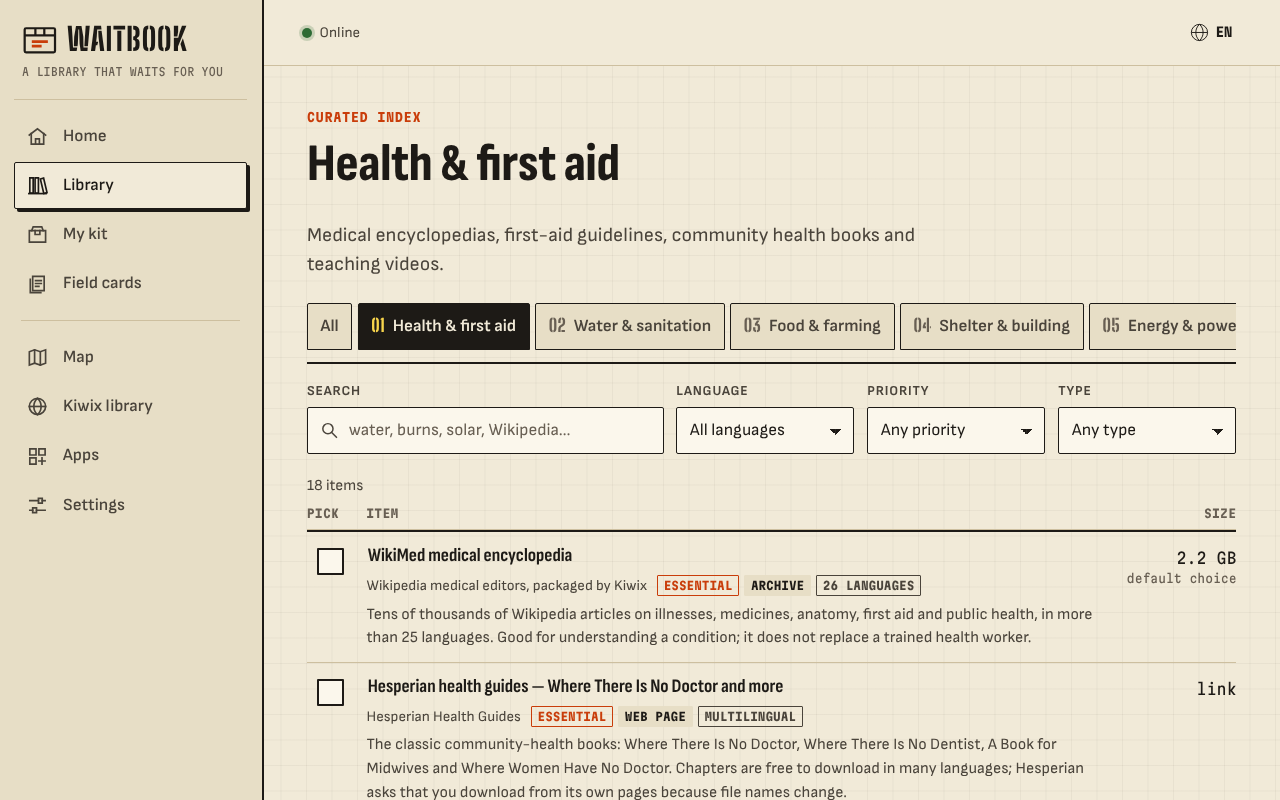 WAITBOOK
A LIBRARY THAT WAITS FOR YOU
Home
Library
My kit
Field cards
Map
Kiwix library
Apps
Settings
Online
EN
CURATED INDEX
Health & first aid
Medical encyclopedias, first-aid guidelines, community health books and
teaching videos.
All
01 Health & first aid
02 Water & sanitation
03 Food & farming
04 Shelter & building
05 Energy & powe
SEARCH
LANGUAGE
PRIORITY
TYPE
water, burns, solar, Wikipedia…
All languages
Any priority
Any type
18 items
PICK
ITEM
SIZE
WikiMed medical encyclopedia
2.2 GB
Wikipedia medical editors, packaged by Kiwix ESSENTIAL ARCHIVE 26 LANGUAGES
default choice
Tens of thousands of Wikipedia articles on illnesses, medicines, anatomy, first aid and public health, in more
than 25 languages. Good for understanding a condition; it does not replace a trained health worker.
Hesperian health guides — Where There Is No Doctor and more
link
Hesperian Health Guides ESSENTIAL WEB PAGE MULTILINGUAL
The classic community-health books: Where There Is No Doctor, Where There Is No Dentist, A Book for
Midwives and Where Women Have No Doctor. Chapters are free to download in many languages; Hesperian
asks that you download from its own pages because file names change.